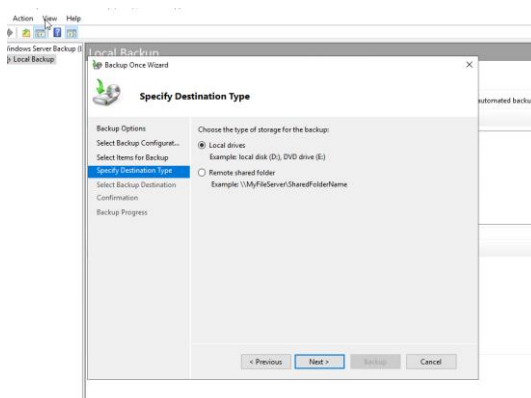 Action View Help
Windows Server Backup (L
Local Backup
Local Backup
Backup Once Wizard
Specify Destination Type
automated backu
Backup Options
Select Backup Configurat...
Select Items for Backup
Specify Destination Type
Select Backup Destination
Confirmation
Backup Progress
Choose the type of storage for the backup:
Local drives
Example: local disk (D:), DVD drive (E:)
Remote shared folder
Example: \\MyFileServer\SharedFolderName
< Previous
Next >
Backup
Cancel